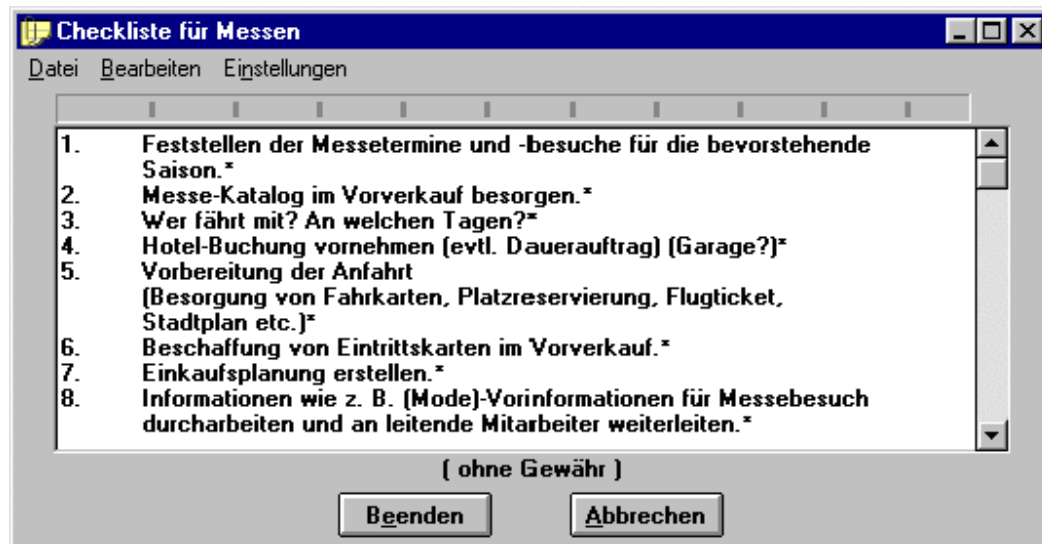 Checkliste für Messen
Datei Bearbeiten Einstellungen
1. Feststellen der Messetermine und -besuche für die bevorstehende
Saison.*
2. Messe-Katalog im Vorverkauf besorgen.*
3. Wer fährt mit? An welchen Tagen?*
4. Hotel-Buchung vornehmen (evtl. Dauerauftrag) (Garage?)*
5. Vorbereitung der Anfahrt
(Besorgung von Fahrkarten, Platzreservierung, Flugticket,
Stadtplan etc.)*
6. Beschaffung von Eintrittskarten im Vorverkauf.*
7. Einkaufsplanung erstellen.*
8. Informationen wie z. B. (Mode)-Vorinformationen für Messebesuch
durcharbeiten und an leitende Mitarbeiter weiterleiten.*
( ohne Gewähr )
Beenden Abbrechen